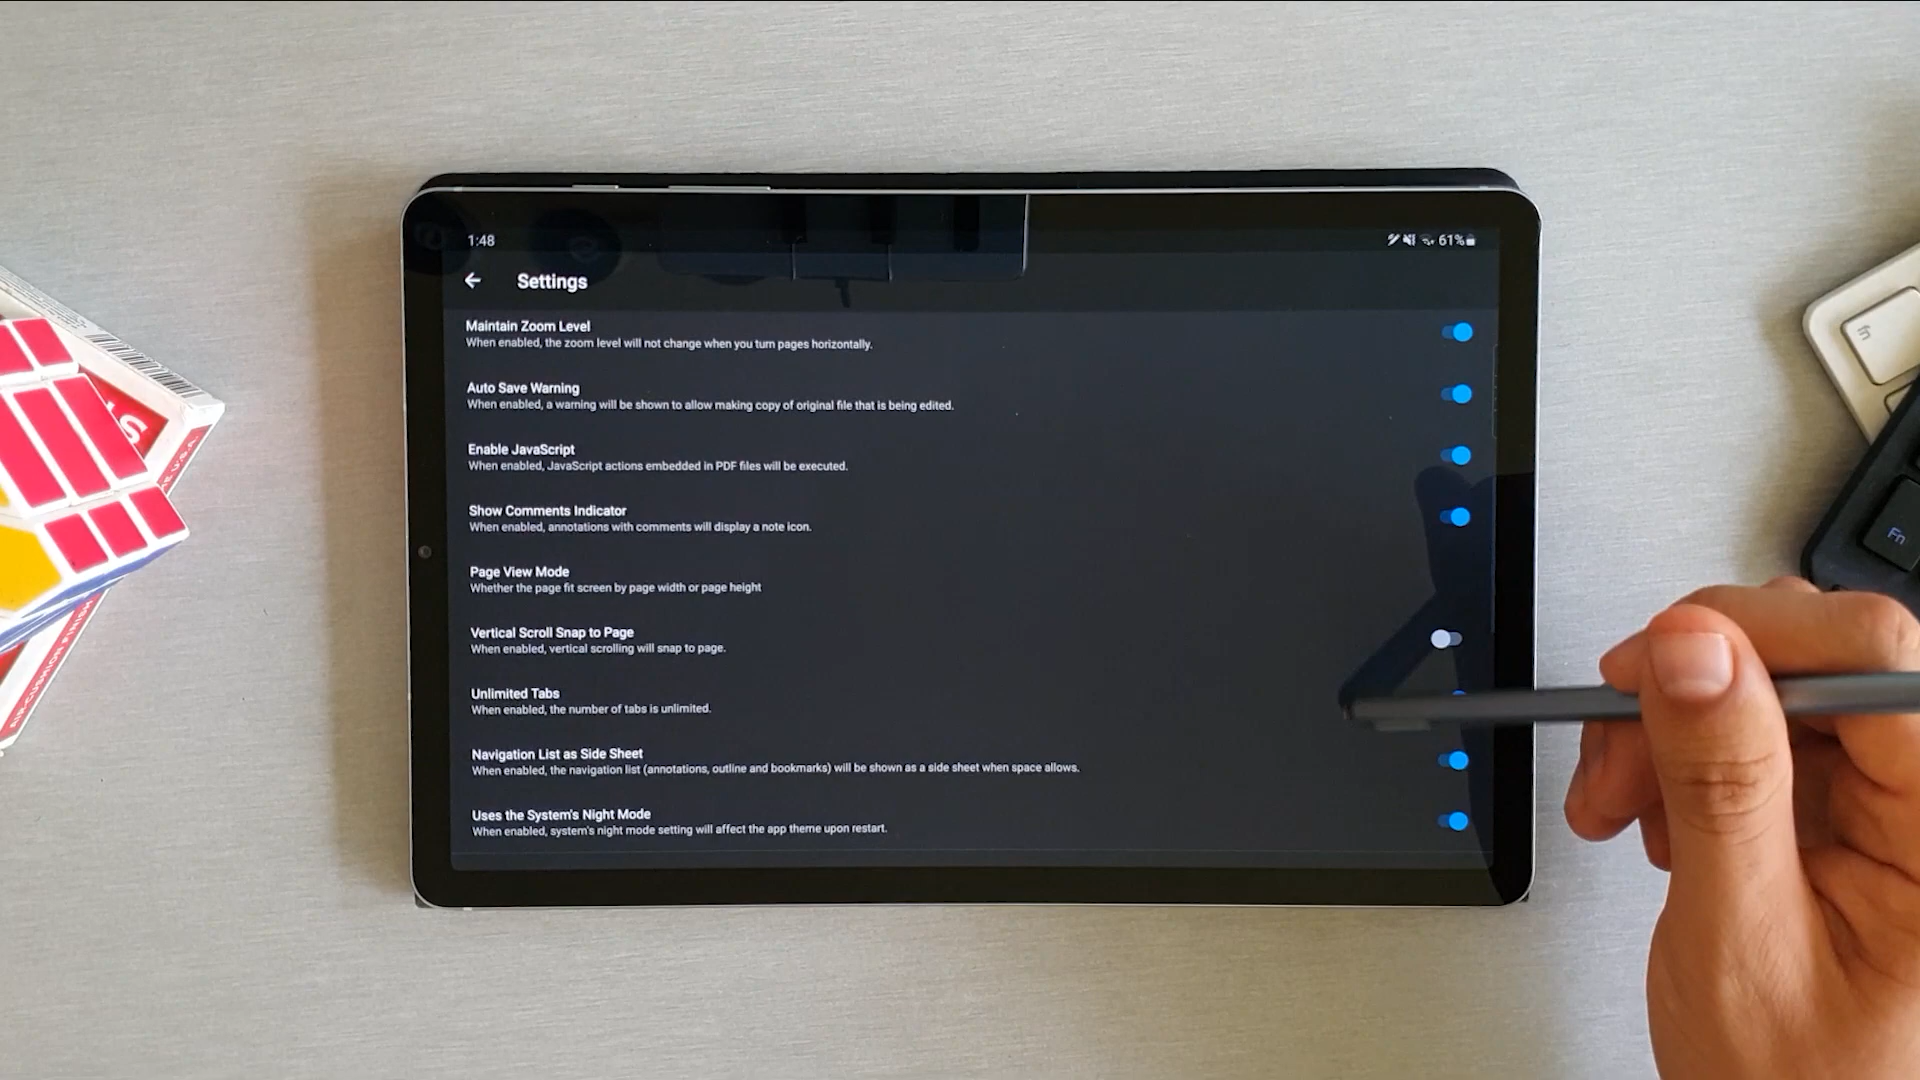 1:48
61%
Settings
Maintain Zoom Level
When enabled, the zoom level will not change when you turn pages horizontally.
Auto Save Warning
When enabled, a warning will be shown to allow making copy of original file that is being edited.
Enable JavaScript
When enabled, JavaScript actions embedded in PDF files will be executed.
Show Comments Indicator
When enabled, annotations with comments will display a note icon.
Page View Mode
Whether the page fit screen by page width or page height
Vertical Scroll Snap to Page
When enabled, vertical scrolling will snap to page.
Unlimited Tabs
When enabled, the number of tabs is unlimited.
Navigation List as Side Sheet
When enabled, the navigation list (annotations, outline and bookmarks) will be shown as a side sheet when space allows.
Uses the System's Night Mode
When enabled, system's night mode setting will affect the app theme upon restart.
AIR-CUSHION FINISH
Fn